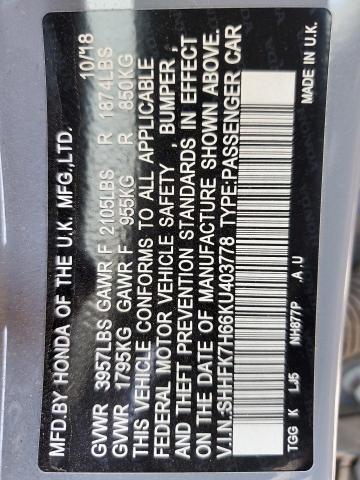 MFD.BY HONDA OF THE U.K. MFG.,LTD. 10/18
GVWR 3957LBS GAWR F 2105LBS R 1874LBS
GVWR 1795KG GAWR F 955KG R 850KG
THIS VEHICLE CONFORMS TO ALL APPLICABLE
FEDERAL MOTOR VEHICLE SAFETY , BUMPER ,
AND THEFT PREVENTION STANDARDS IN EFFECT
ON THE DATE OF MANUFACTURE SHOWN ABOVE.
V.I.N.:SHHFK7H66KU403778 TYPE:PASSENGER CAR
TGG K LJ5 NH877P A U MADE IN U.K.